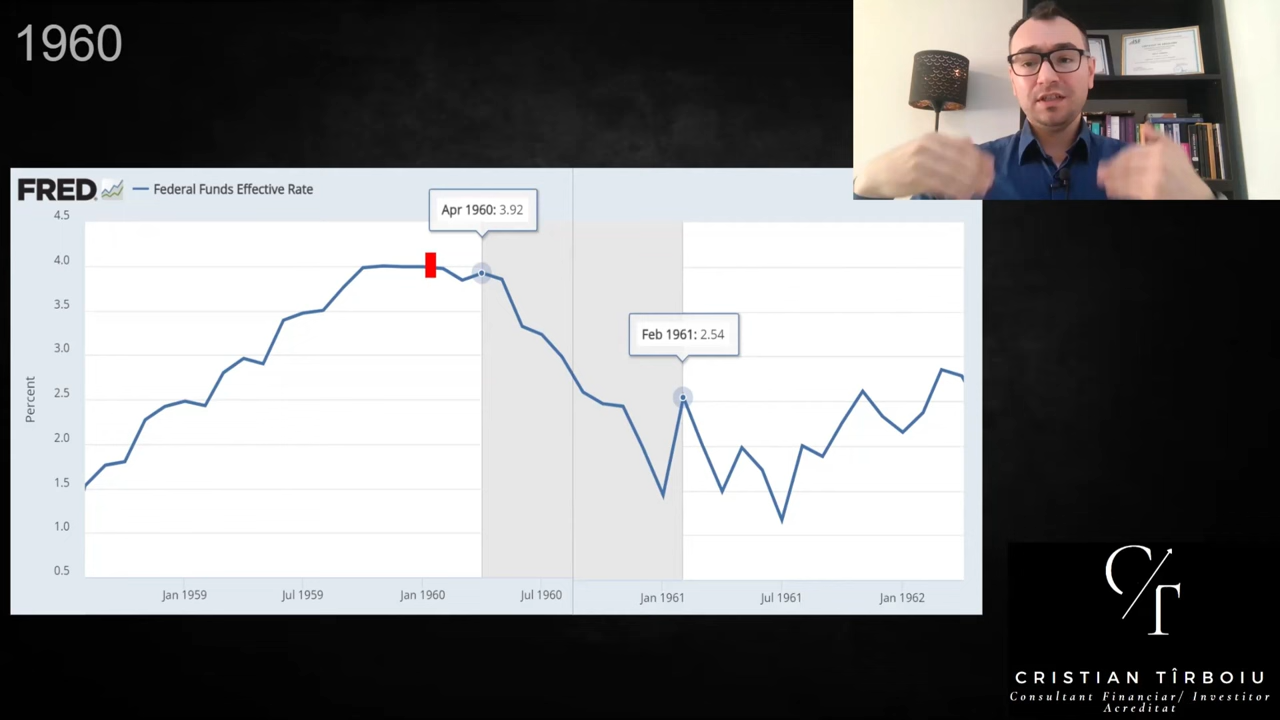 1960
FRED
Federal Funds Effective Rate
Apr 1960: 3.92
Feb 1961: 2.54
4.5
4.0
3.5
3.0
2.5
2.0
1.5
1.0
0.5
Percent
Jan 1959
Jul 1959
Jan 1960
Jul 1960
Jan 1961
Jul 1961
Jan 1962
CT
CRISTIAN TÎRBOIU
Consultant Financiar/ Investitor
Acreditat